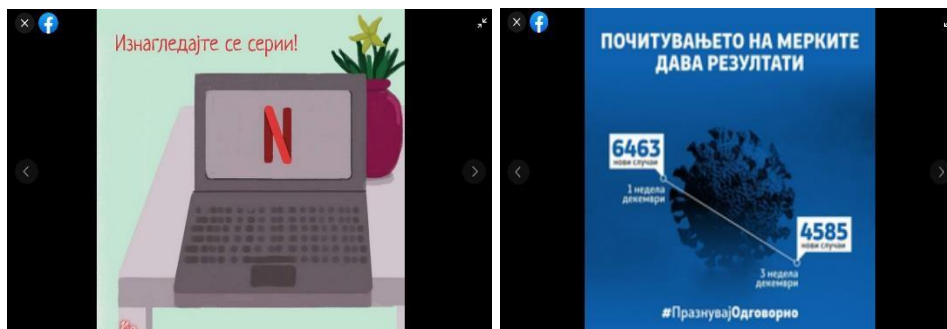 Изнагледајте се серии!
N
ПОЧИТУВАЊЕТО НА МЕРКИТЕ
ДАВА РЕЗУЛТАТИ
6463
нови случаи
1 недела
декември
4585
нови случаи
3 недела
декември
#ПразнувајОдговорно